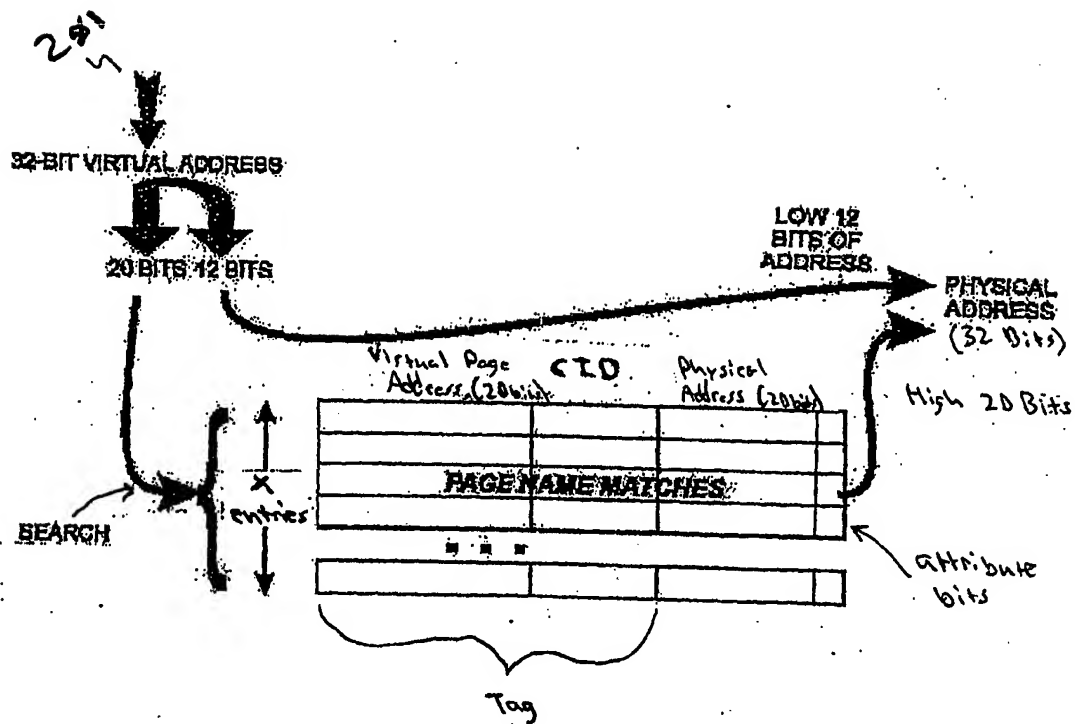 32-BIT VIRTUAL ADDRESS
20 BITS 12 BITS
LOW 12
BITS OF
ADDRESS
PHYSICAL
ADDRESS
(32 Bits)
High 20 Bits
Virtual Page
Address (20 bits)
CID
Physical
Address (20 bits)
SEARCH
X
entries
PAGE NAME MATCHES
attribute
bits
Tag